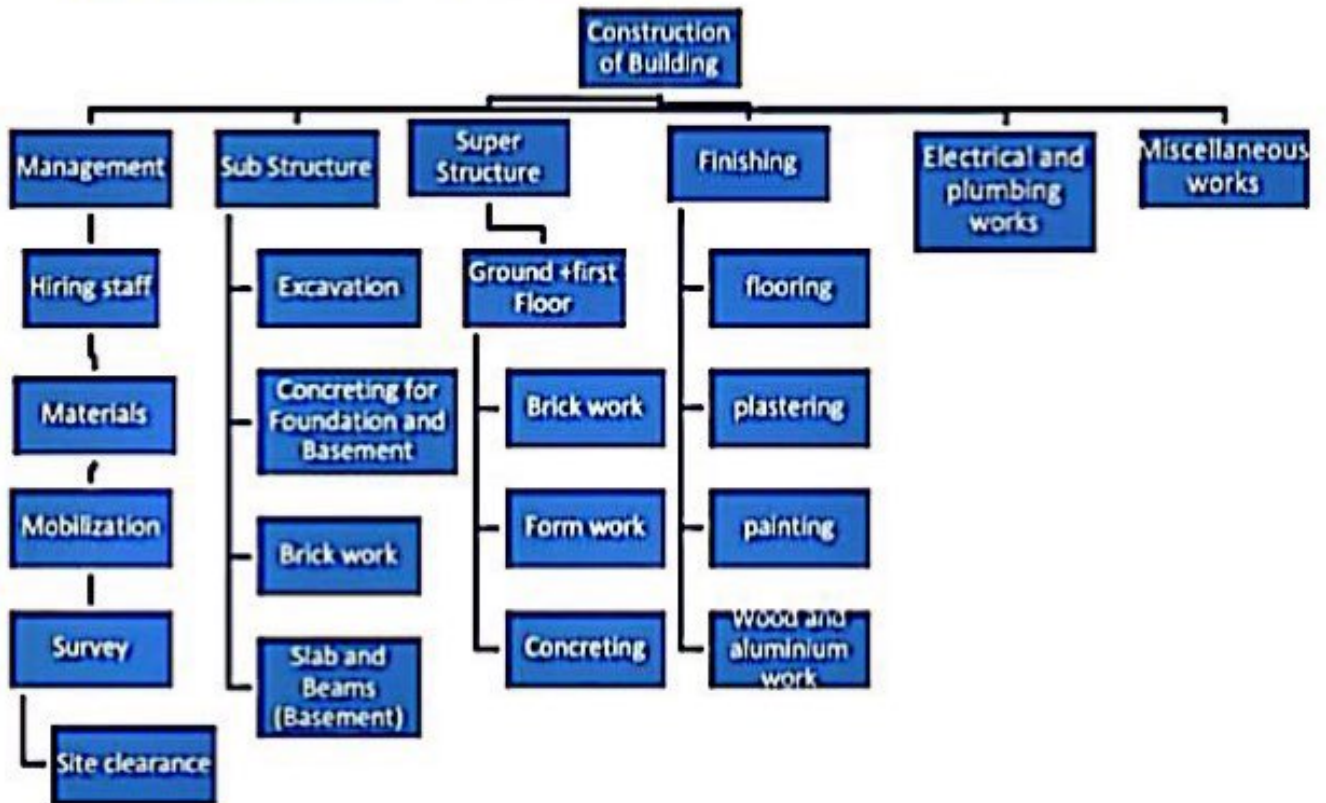 Construction
of Building
Management
Sub Structure
Super
Structure
Finishing
Electrical and
plumbing
works
Miscellaneous
works
Hiring staff
Materials
Mobilization
Survey
Site clearance
Excavation
Concreting for
Foundation and
Basement
Brick work
Slab and
Beams
(Basement)
Ground +first
Floor
Brick work
Form work
Concreting
flooring
plastering
painting
Wood and
aluminium
work